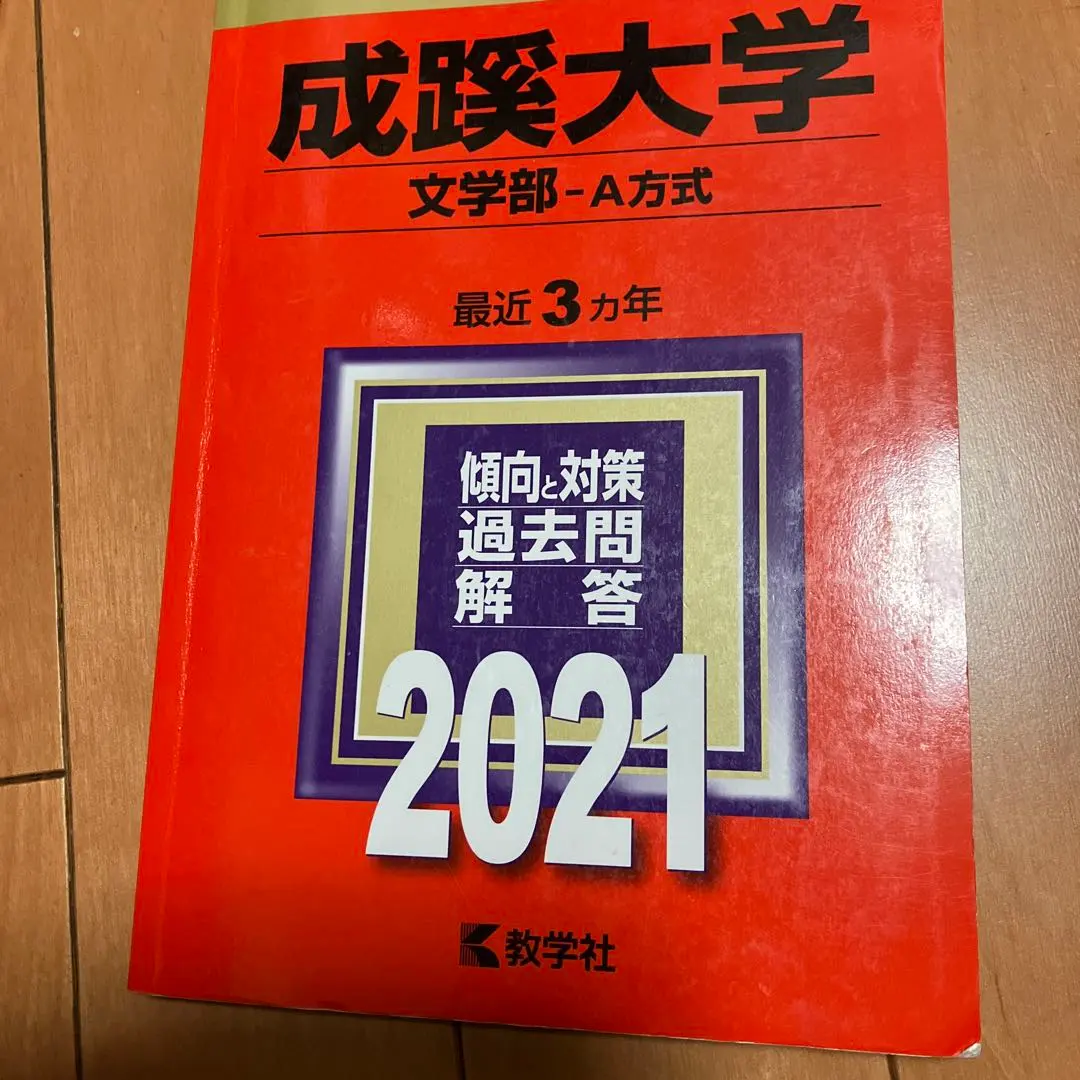 成蹊大学
文学部-A方式
最近3カ年
傾向と対策
過去問
解答
2021
教学社